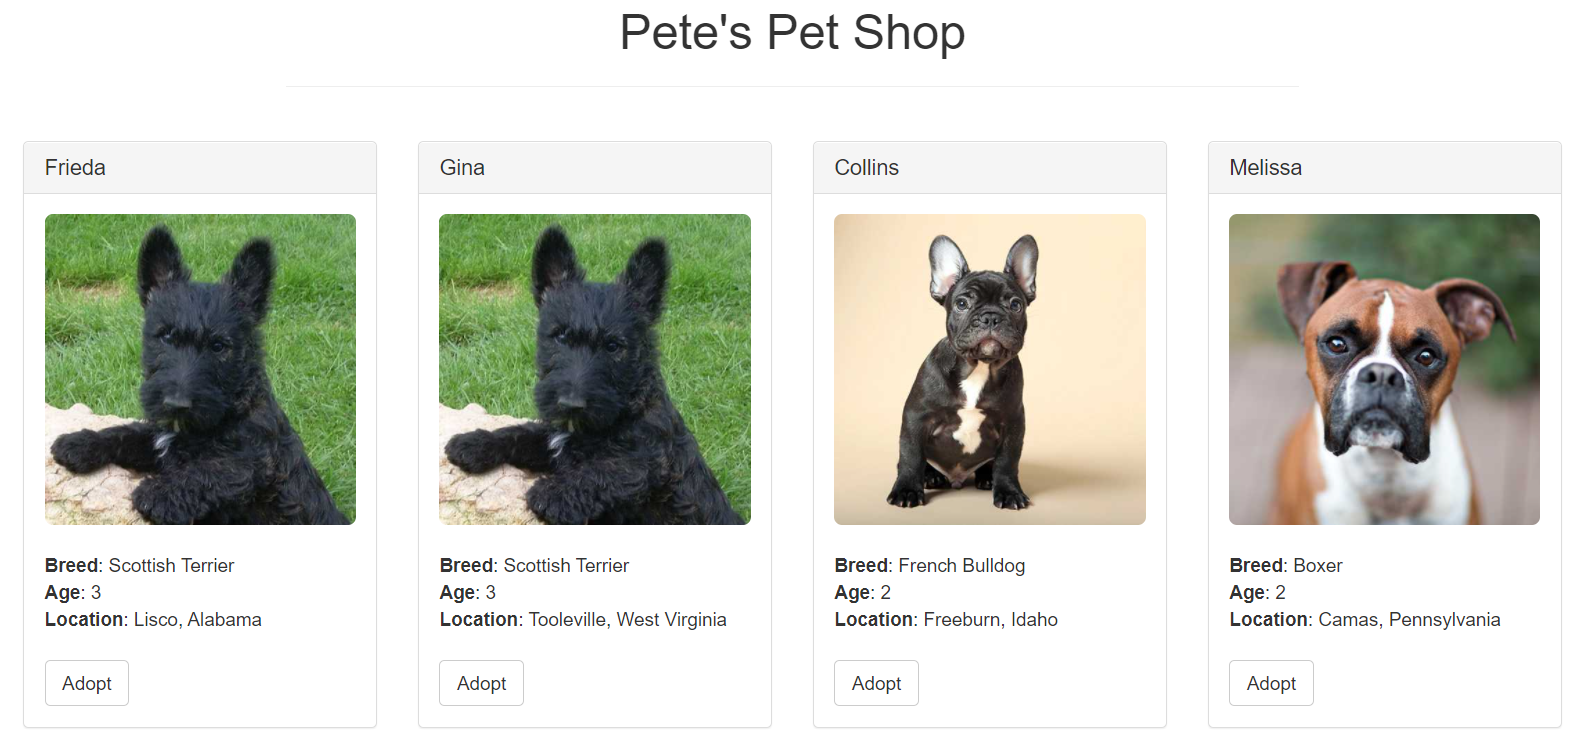 Pete's Pet Shop
Frieda
Breed: Scottish Terrier
Age: 3
Location: Lisco, Alabama
Adopt
Gina
Breed: Scottish Terrier
Age: 3
Location: Tooleville, West Virginia
Adopt
Collins
Breed: French Bulldog
Age: 2
Location: Freeburn, Idaho
Adopt
Melissa
Breed: Boxer
Age: 2
Location: Camas, Pennsylvania
Adopt